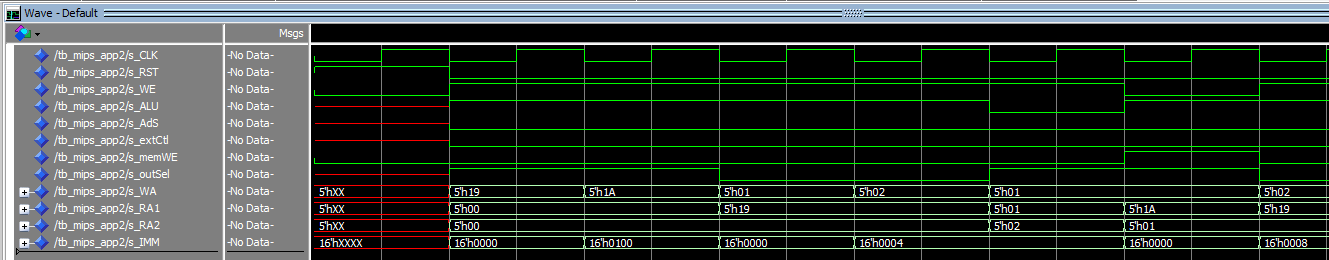 Wave - Default
Msgs
/tb_mips_app2/s_CLK -No Data-
/tb_mips_app2/s_RST -No Data-
/tb_mips_app2/s_WE -No Data-
/tb_mips_app2/s_ALU -No Data-
/tb_mips_app2/s_AdS -No Data-
/tb_mips_app2/s_extCtl -No Data-
/tb_mips_app2/s_memWE -No Data-
/tb_mips_app2/s_outSel -No Data-
/tb_mips_app2/s_WA -No Data- 5'hXX 5'h19 5'h1A 5'h01 5'h02 5'h01 5'h02
/tb_mips_app2/s_RA1 -No Data- 5'hXX 5'h00 5'h19 5'h01 5'h1A 5'h19
/tb_mips_app2/s_RA2 -No Data- 5'hXX 5'h00 5'h02 5'h01
/tb_mips_app2/s_IMM -No Data- 16'hXXXX 16'h0000 16'h0100 16'h0000 16'h0004 16'h0000 16'h0008